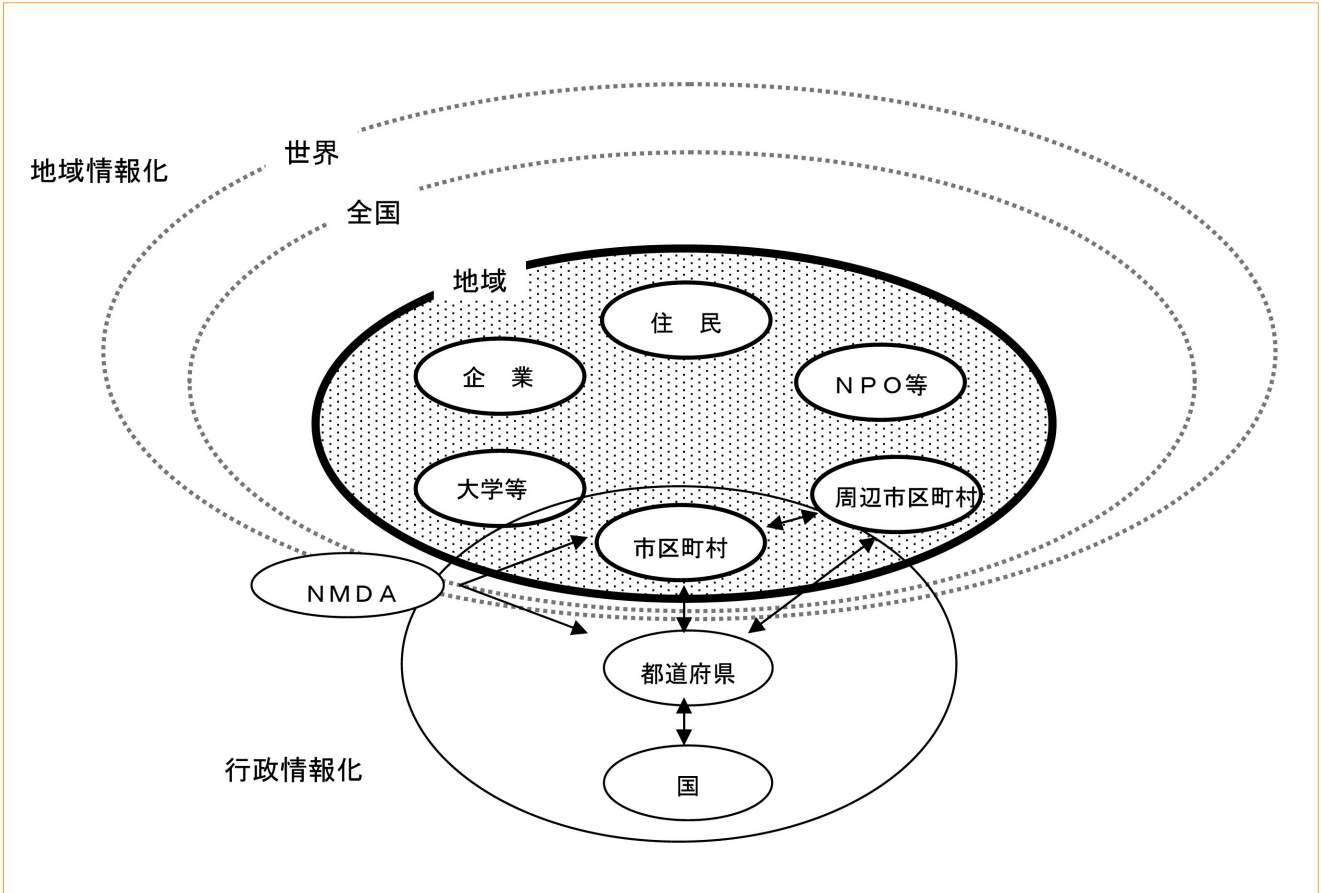 世界
地域情報化
全国
地域
住　民
企　業
ＮＰＯ等
大学等
周辺市区町村
市区町村
ＮＭＤＡ
都道府県
行政情報化
国